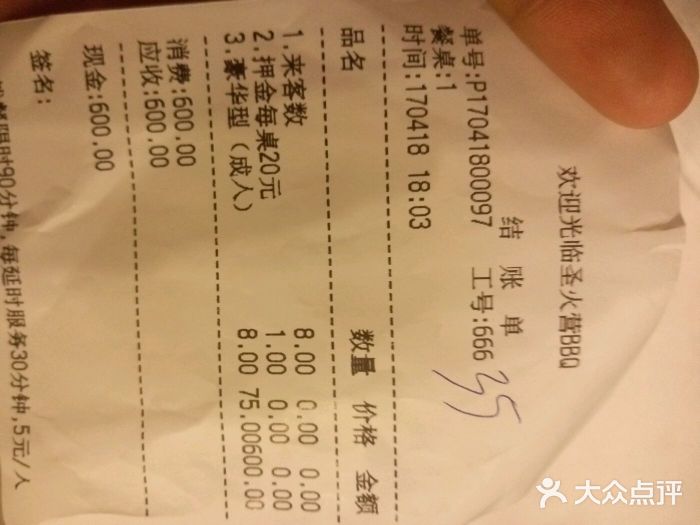 欢迎光临圣火营BBQ
结 账 单
35
单号:P17041800097 工号:666
餐桌:1
时间:170418 18:03
品名 数量 价格 金额
1.来客数 8.00 0.00 0.00
2.押金每桌20元 1.00 0.00 0.00
3.豪华型（成人） 8.00 75.00600.00
消费:600.00
应收:600.00
现金:600.00
签名:
限时90分钟,每延时服务30分钟,5元/人
大众点评